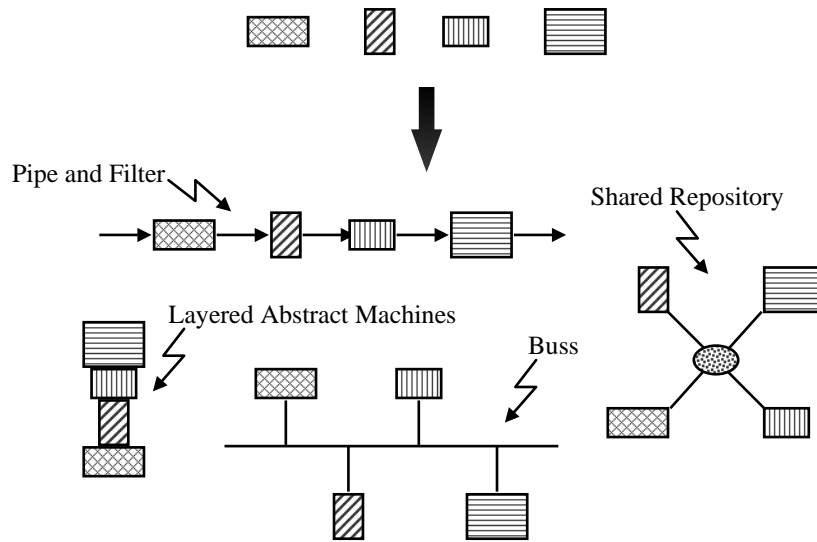 Pipe and Filter
Shared Repository
Layered Abstract Machines
Buss